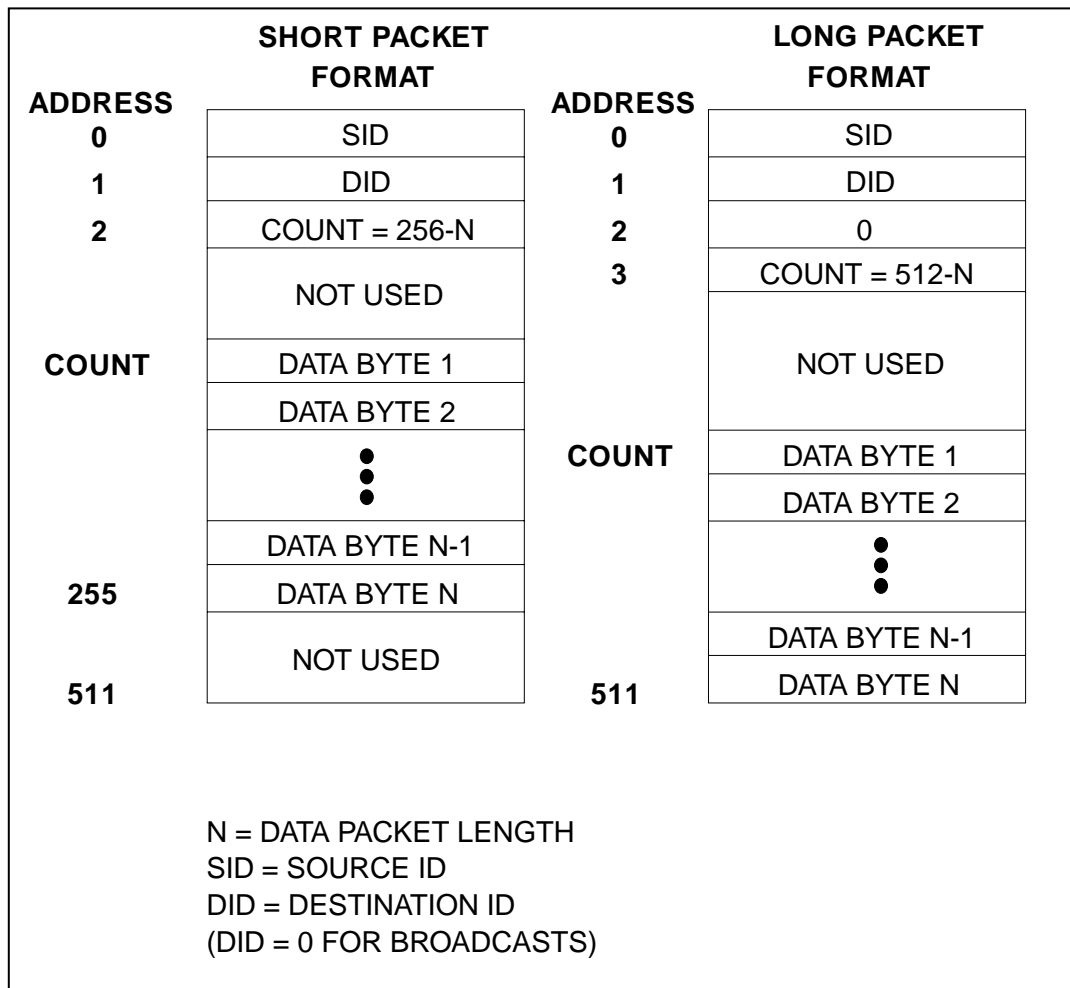 SHORT PACKET
FORMAT
ADDRESS
0
SID
1
DID
2
COUNT = 256-N
NOT USED
COUNT
DATA BYTE 1
DATA BYTE 2
DATA BYTE N-1
255
DATA BYTE N
NOT USED
511
LONG PACKET
FORMAT
ADDRESS
0
SID
1
DID
2
0
3
COUNT = 512-N
NOT USED
COUNT
DATA BYTE 1
DATA BYTE 2
DATA BYTE N-1
511
DATA BYTE N
N = DATA PACKET LENGTH
SID = SOURCE ID
DID = DESTINATION ID
(DID = 0 FOR BROADCASTS)